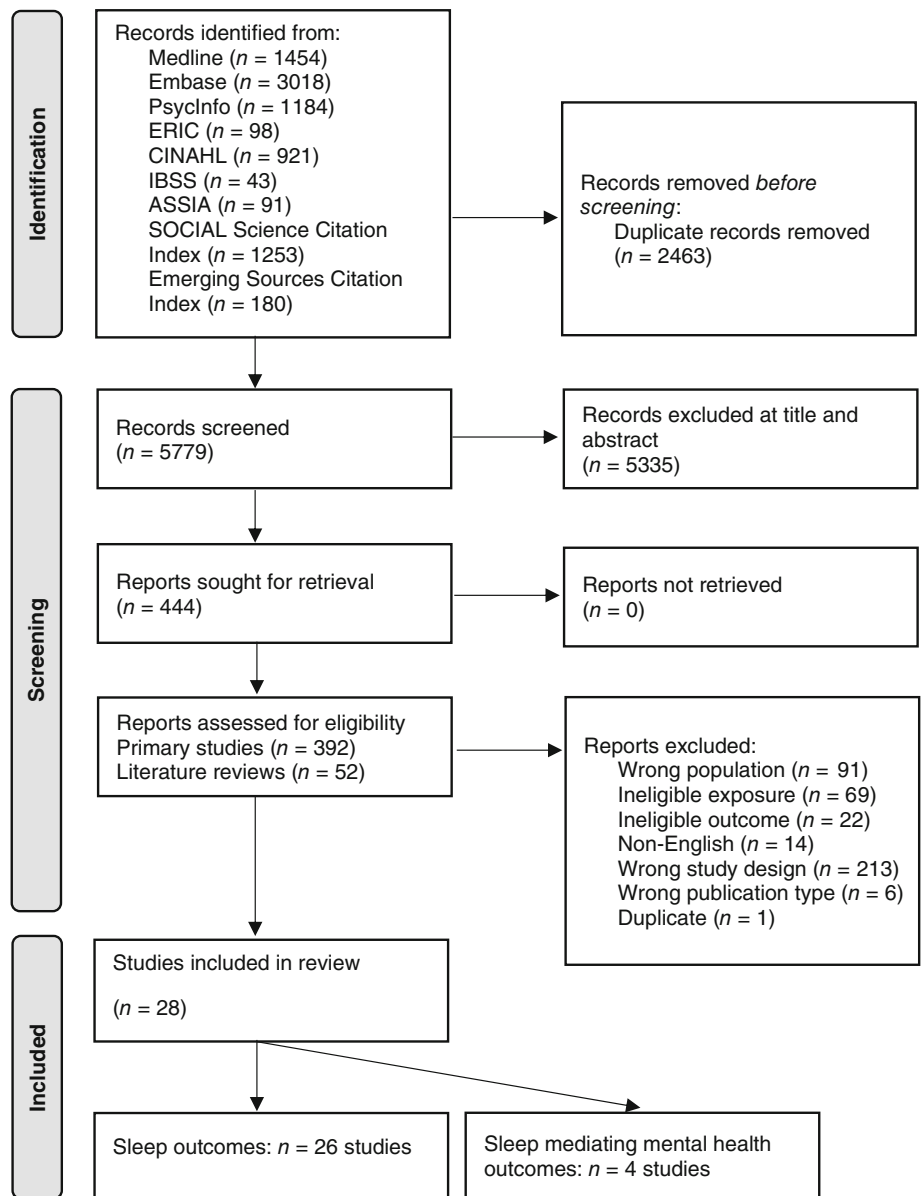 Identification
Records identified from:
Medline (n = 1454)
Embase (n = 3018)
PsycInfo (n = 1184)
ERIC (n = 98)
CINAHL (n = 921)
IBSS (n = 43)
ASSIA (n = 91)
SOCIAL Science Citation
Index (n = 1253)
Emerging Sources Citation
Index (n = 180)
Records removed before
screening:
Duplicate records removed
(n = 2463)
Screening
Records screened
(n = 5779)
Records excluded at title and
abstract
(n = 5335)
Reports sought for retrieval
(n = 444)
Reports not retrieved
(n = 0)
Reports assessed for eligibility
Primary studies (n = 392)
Literature reviews (n = 52)
Reports excluded:
Wrong population (n = 91)
Ineligible exposure (n = 69)
Ineligible outcome (n = 22)
Non-English (n = 14)
Wrong study design (n = 213)
Wrong publication type (n = 6)
Duplicate (n = 1)
Included
Studies included in review
(n = 28)
Sleep outcomes: n = 26 studies
Sleep mediating mental health
outcomes: n = 4 studies